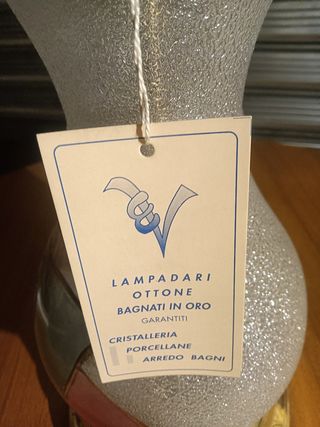 LAMPADARI
OTTONE
BAGNATI IN ORO
GARANTITI
CRISTALLERIA
PORCELLANE
ARREDO BAGNI